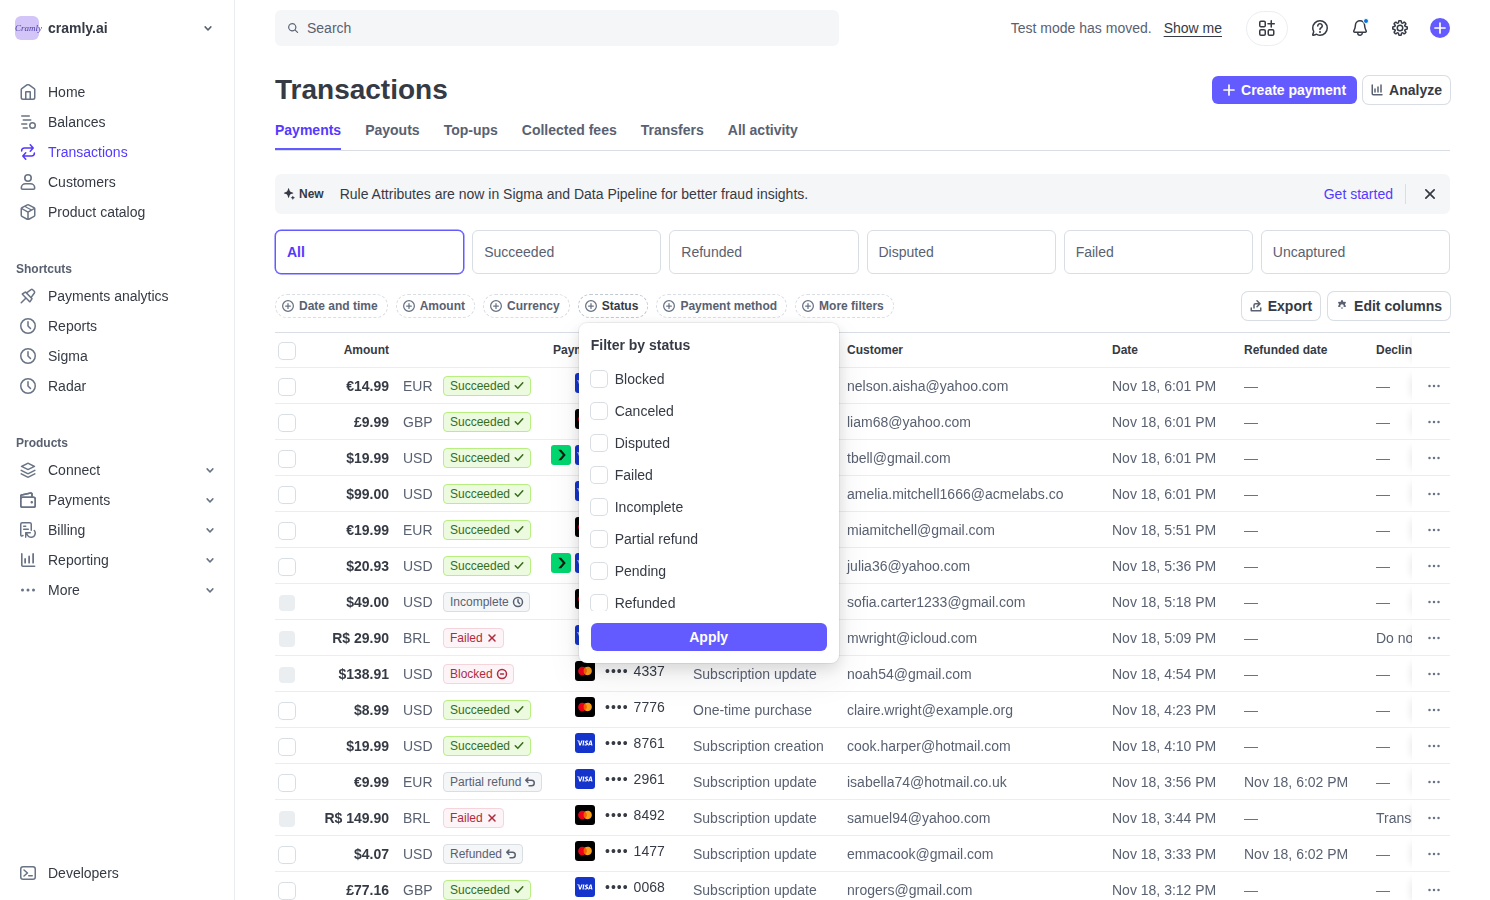 Cramly cramly.ai
Search
Test mode has moved. Show me
Home
Balances
Transactions
Customers
Product catalog
Shortcuts
Payments analytics
Reports
Sigma
Radar
Products
Connect
Payments
Billing
Reporting
More
Developers
Transactions
Create payment
Analyze
Payments Payouts Top-ups Collected fees Transfers All activity
New Rule Attributes are now in Sigma and Data Pipeline for better fraud insights. Get started
All Succeeded Refunded Disputed Failed Uncaptured
Date and time Amount Currency Status Payment method More filters Export Edit columns
Amount Customer Date Refunded date
€14.99 EUR Succeeded nelson.aisha@yahoo.com Nov 18, 6:01 PM — —
£9.99 GBP Succeeded liam68@yahoo.com Nov 18, 6:01 PM — —
$19.99 USD Succeeded tbell@gmail.com Nov 18, 6:01 PM — —
$99.00 USD Succeeded amelia.mitchell1666@acmelabs.co Nov 18, 6:01 PM — —
€19.99 EUR Succeeded miamitchell@gmail.com Nov 18, 5:51 PM — —
$20.93 USD Succeeded julia36@yahoo.com Nov 18, 5:36 PM — —
$49.00 USD Incomplete sofia.carter1233@gmail.com Nov 18, 5:18 PM — —
R$ 29.90 BRL Failed mwright@icloud.com Nov 18, 5:09 PM — Do no
$138.91 USD Blocked •••• 4337 Subscription update noah54@gmail.com Nov 18, 4:54 PM — —
$8.99 USD Succeeded •••• 7776 One-time purchase claire.wright@example.org Nov 18, 4:23 PM — —
$19.99 USD Succeeded VISA •••• 8761 Subscription creation cook.harper@hotmail.com Nov 18, 4:10 PM — —
€9.99 EUR Partial refund VISA •••• 2961 Subscription update isabella74@hotmail.co.uk Nov 18, 3:56 PM Nov 18, 6:02 PM —
R$ 149.90 BRL Failed •••• 8492 Subscription update samuel94@yahoo.com Nov 18, 3:44 PM — Trans
$4.07 USD Refunded •••• 1477 Subscription update emmacook@gmail.com Nov 18, 3:33 PM Nov 18, 6:02 PM —
£77.16 GBP Succeeded VISA •••• 0068 Subscription update nrogers@gmail.com Nov 18, 3:12 PM — —
Filter by status
Blocked
Canceled
Disputed
Failed
Incomplete
Partial refund
Pending
Refunded
Apply